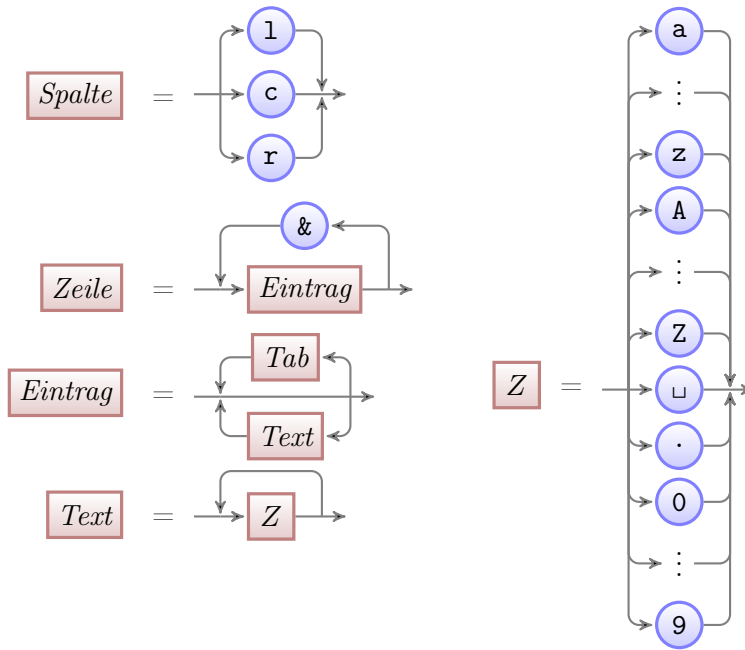 l
Spalte = c
r
&
Zeile = Eintrag
Tab
Eintrag =
Text
Text = Z
a
⋮
z
A
⋮
Z
Z = ␣
.
0
⋮
9